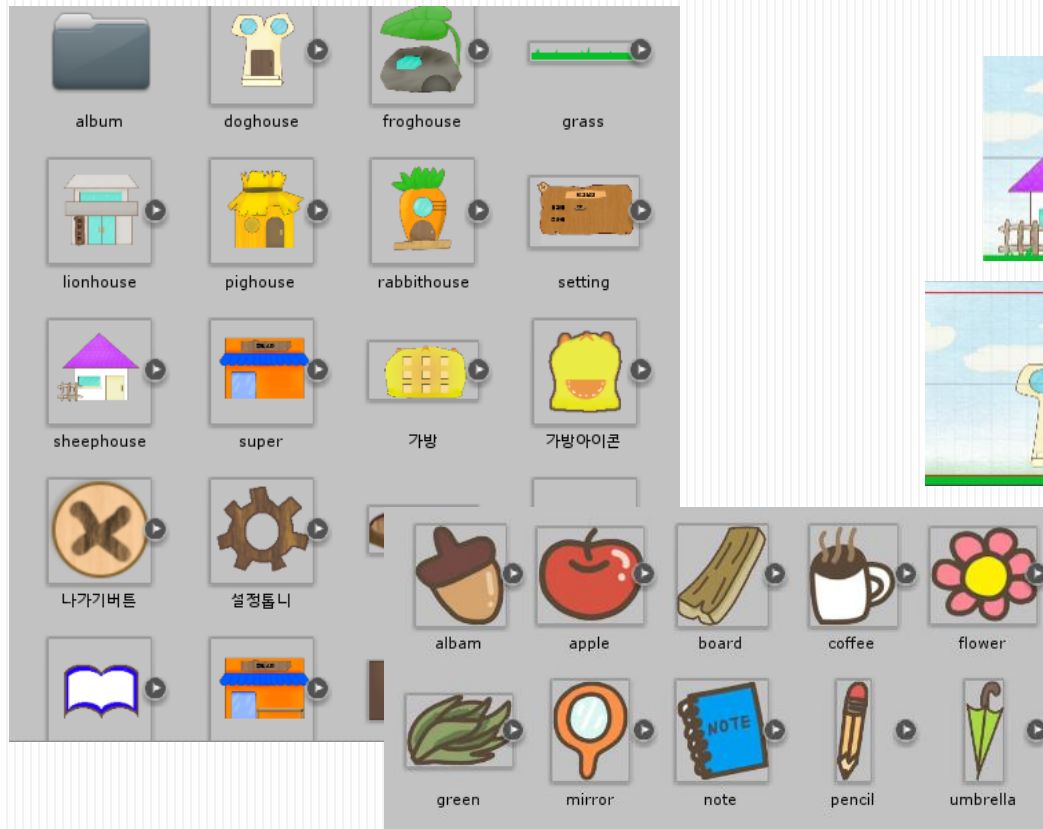 album doghouse froghouse grass
lionhouse pighouse rabbithouse setting
sheephouse super 가방 가방아이콘
나가기버튼 설정톱니
albam apple board coffee flower
NOTE
green mirror note pencil umbrella